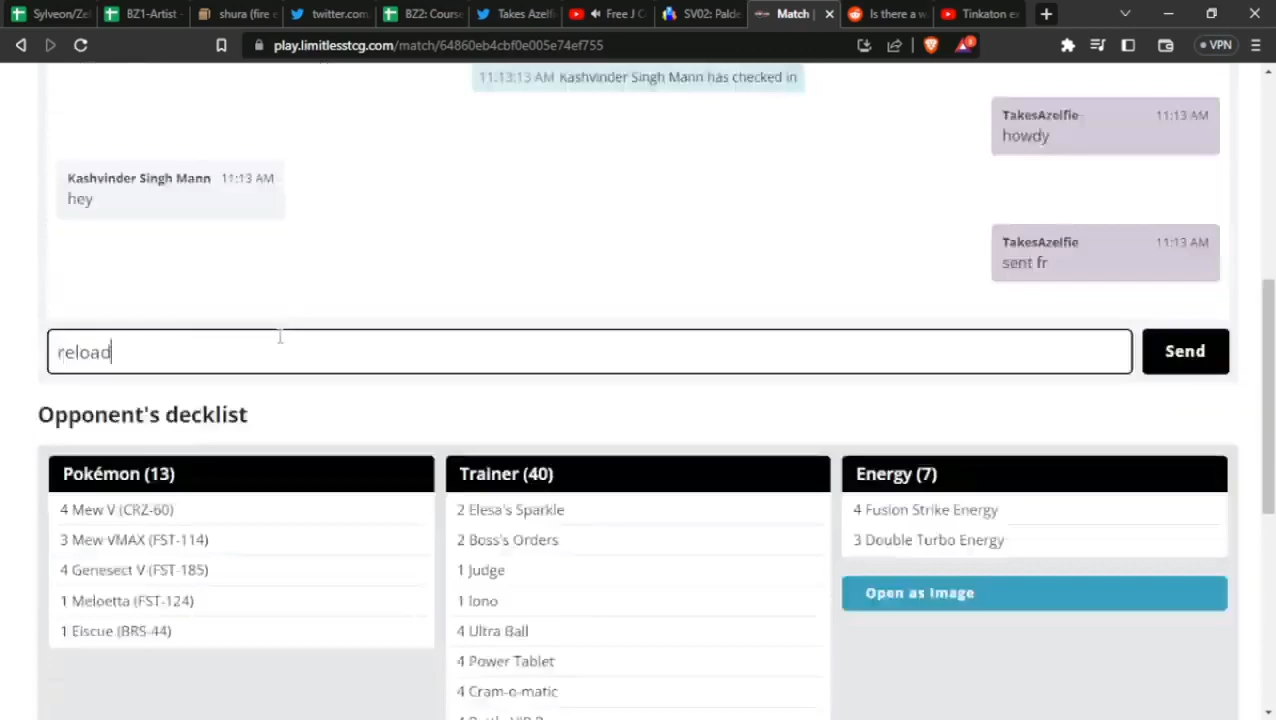 Sylveon/Ze
BZ1-Artist
shura (fire e
twitter.com
BZ2: Course
Takes Azelf
Free J C
SV02: Palde
Match |
Is there a w
Tinkaton ex
play.limitlesstcg.com/match/64860eb4cbf0e005e74ef755
VPN
11:13:13 AM Kashvinder Singh Mann has checked in
TakesAzelfie 11:13 AM
howdy
Kashvinder Singh Mann 11:13 AM
hey
TakesAzelfie 11:13 AM
sent fr
reload
Send
Opponent's decklist
Pokémon (13)
4 Mew V (CRZ-60)
3 Mew VMAX (FST-114)
4 Genesect V (FST-185)
1 Meloetta (FST-124)
1 Eiscue (BRS-44)
Trainer (40)
2 Elesa's Sparkle
2 Boss's Orders
1 Judge
1 Iono
4 Ultra Ball
4 Power Tablet
4 Cram-o-matic
Energy (7)
4 Fusion Strike Energy
3 Double Turbo Energy
Open as Image